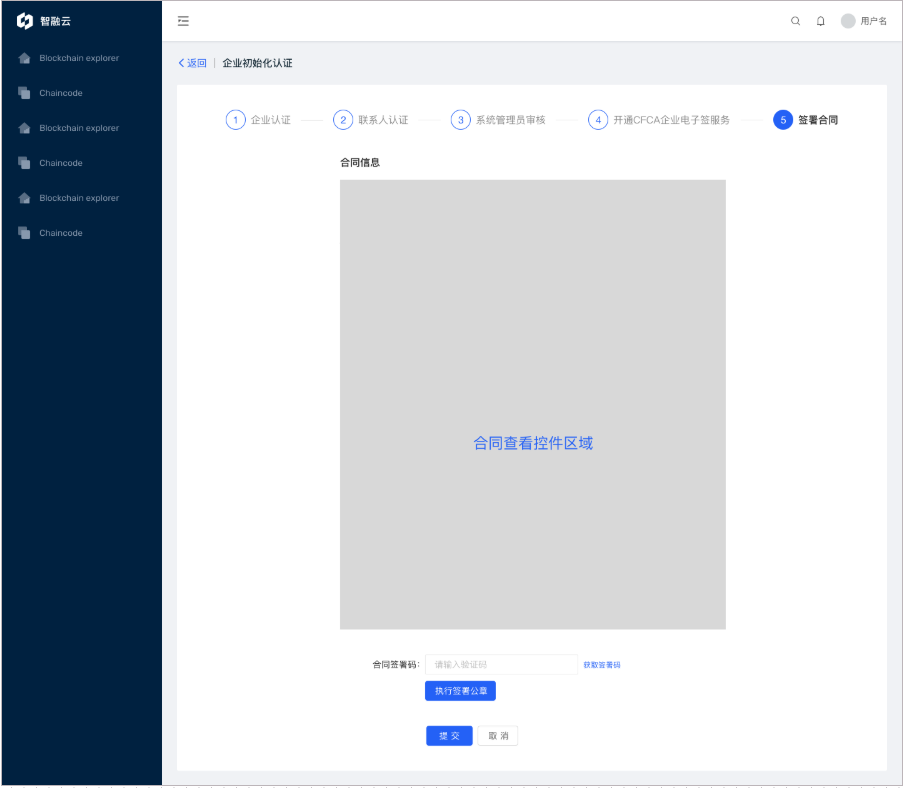 智融云
用户名
Blockchain explorer
Chaincode
Blockchain explorer
Chaincode
Blockchain explorer
Chaincode
返回 | 企业初始化认证
1 企业认证
2 联系人认证
3 系统管理员审核
4 开通CFCA企业电子签服务
5 签署合同
合同信息
合同查看控件区域
合同签署码: 请输入验证码 获取签署码
执行签署公章
提交 取消